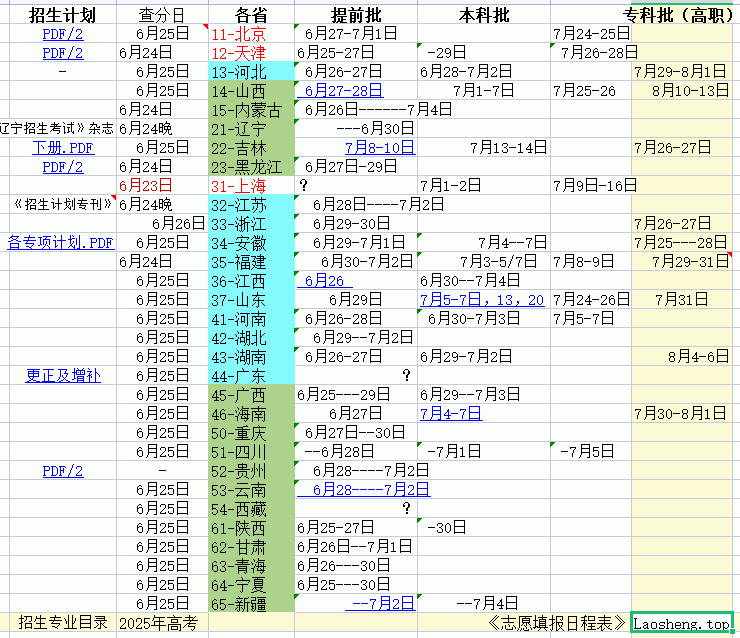 招生计划 查分日 各省 提前批 本科批 专科批（高职）
PDF/2 6月25日 11-北京 6月27-7月1日 7月24-25日
PDF/2 6月24日 12-天津 6月25-27日 -29日 7月26-28日
- 6月25日 13-河北 6月26-27日 6月28-7月2日 7月29-8月1日
6月25日 14-山西 6月27-28日 7月1-7日 7月25-26 8月10-13日
6月24日 15-内蒙古 6月26日------7月4日
辽宁招生考试》杂志 6月24晚 21-辽宁 ---6月30日
下册.PDF 6月25日 22-吉林 7月8-10日 7月13-14日 7月26-27日
PDF/2 6月24日 23-黑龙江 6月27日-29日
6月23日 31-上海 ? 7月1-2日 7月9日-16日
《招生计划专刊》 6月24晚 32-江苏 6月28日----7月2日
6月26日 33-浙江 6月29-30日 7月26-27日
各专项计划.PDF 6月25日 34-安徽 6月29-7月1日 7月4--7日 7月25---28日
6月24日 35-福建 6月30-7月2日 7月3-5/7日 7月8-9日 7月29-31日
6月25日 36-江西 6月26 6月30--7月4日
6月25日 37-山东 6月29日 7月5-7日，13，20 7月24-26日 7月31日
6月25日 41-河南 6月26-28日 6月30-7月3日 7月5-7日
6月25日 42-湖北 6月29--7月2日
6月25日 43-湖南 6月26-27日 6月29-7月2日 8月4-6日
更正及增补 6月25日 44-广东 ?
6月25日 45-广西 6月25---29日 6月29--7月3日
6月25日 46-海南 6月27日 7月4-7日 7月30-8月1日
6月25日 50-重庆 6月27日--30日
6月25日 51-四川 --6月28日 -7月1日 -7月5日
PDF/2 - 52-贵州 6月28----7月2日
6月25日 53-云南 6月28----7月2日
6月25日 54-西藏 ?
6月25日 61-陕西 6月25-27日 -30日
6月25日 62-甘肃 6月26日--7月1日
6月25日 63-青海 6月26---30日
6月25日 64-宁夏 6月25---30日
6月25日 65-新疆 --7月2日 --7月4日
招生专业目录 2025年高考 《志愿填报日程表》 Laosheng.top